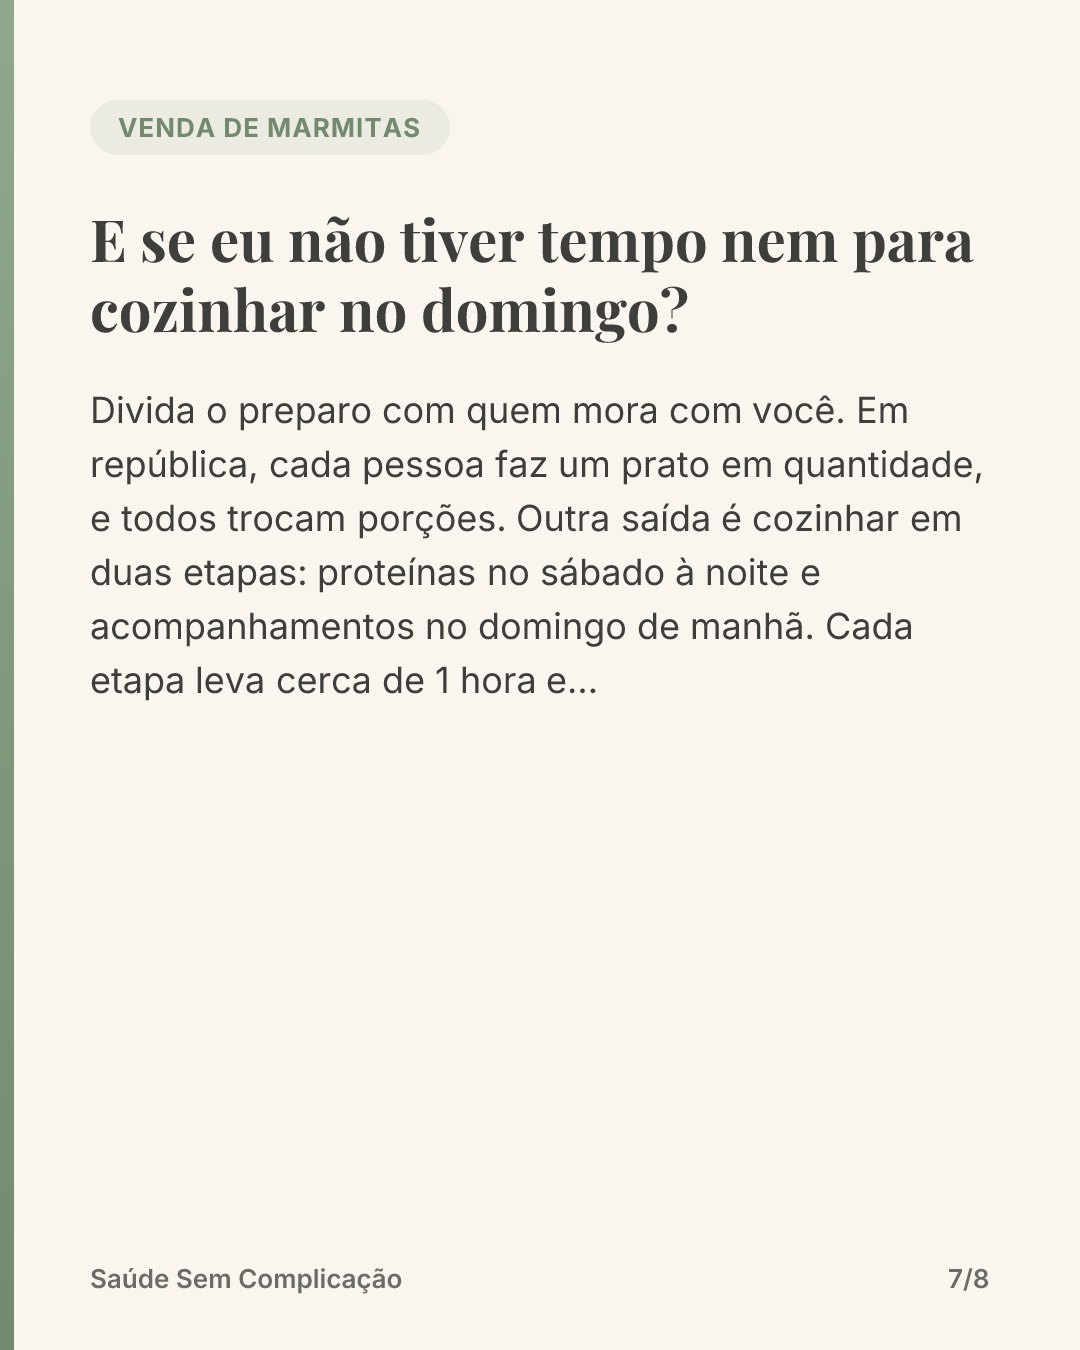 VENDA DE MARMITAS
E se eu não tiver tempo nem para
cozinhar no domingo?
Divida o preparo com quem mora com você. Em
república, cada pessoa faz um prato em quantidade,
e todos trocam porções. Outra saída é cozinhar em
duas etapas: proteínas no sábado à noite e
acompanhamentos no domingo de manhã. Cada
etapa leva cerca de 1 hora e...
Saúde Sem Complicação
7/8